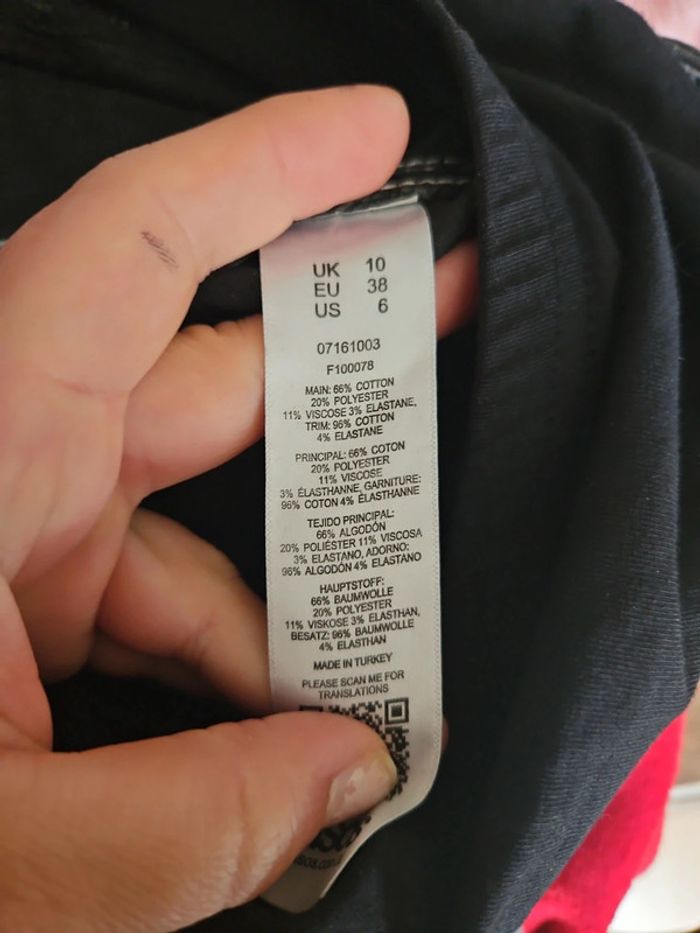 UK 10
EU 38
US 6
07161003
F100078
MAIN: 66% COTTON
20% POLYESTER
11% VISCOSE 3% ELASTANE,
TRIM: 96% COTTON
4% ELASTANE
PRINCIPAL: 66% COTON
20% POLYESTER
11% VISCOSE
3% ÉLASTHANNE, GARNITURE:
96% COTON 4% ÉLASTHANNE
TEJIDO PRINCIPAL:
66% ALGODÓN
20% POLIÉSTER 11% VISCOSA
3% ELASTANO, ADORNO:
96% ALGODÓN 4% ELASTANO
HAUPTSTOFF:
66% BAUMWOLLE
20% POLYESTER
11% VISKOSE 3% ELASTHAN,
BESATZ: 96% BAUMWOLLE
4% ELASTHAN
MADE IN TURKEY
PLEASE SCAN ME FOR
TRANSLATIONS